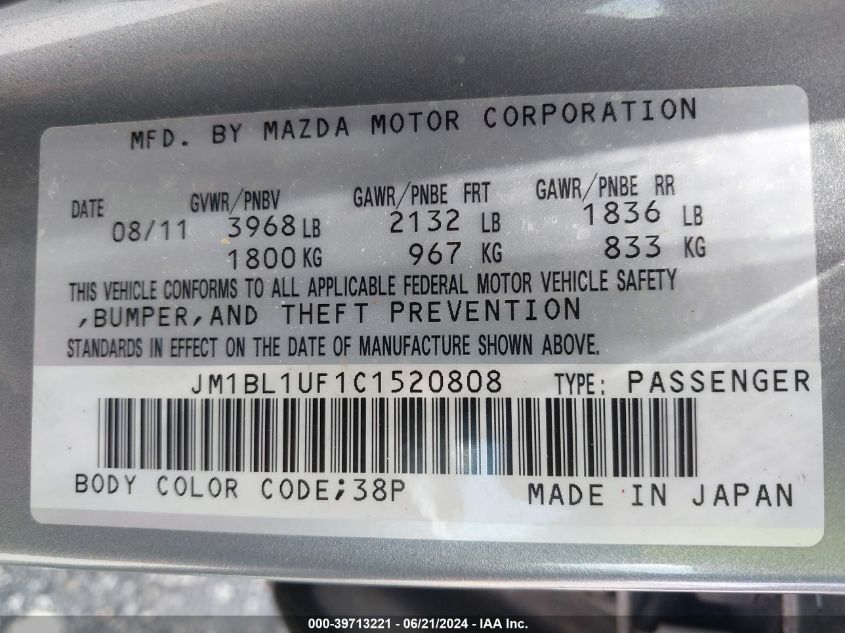 MFD. BY MAZDA MOTOR CORPORATION
DATE GVWR/PNBV GAWR/PNBE FRT GAWR/PNBE RR
08/11 3968 LB 2132 LB 1836 LB
1800 KG 967 KG 833 KG
THIS VEHICLE CONFORMS TO ALL APPLICABLE FEDERAL MOTOR VEHICLE SAFETY
,BUMPER,AND THEFT PREVENTION
STANDARDS IN EFFECT ON THE DATE OF MANUFACTURE SHOWN ABOVE.
JM1BL1UF1C1520808 TYPE: PASSENGER
BODY COLOR CODE;38P MADE IN JAPAN
000-39713221 - 06/21/2024 - IAA Inc.